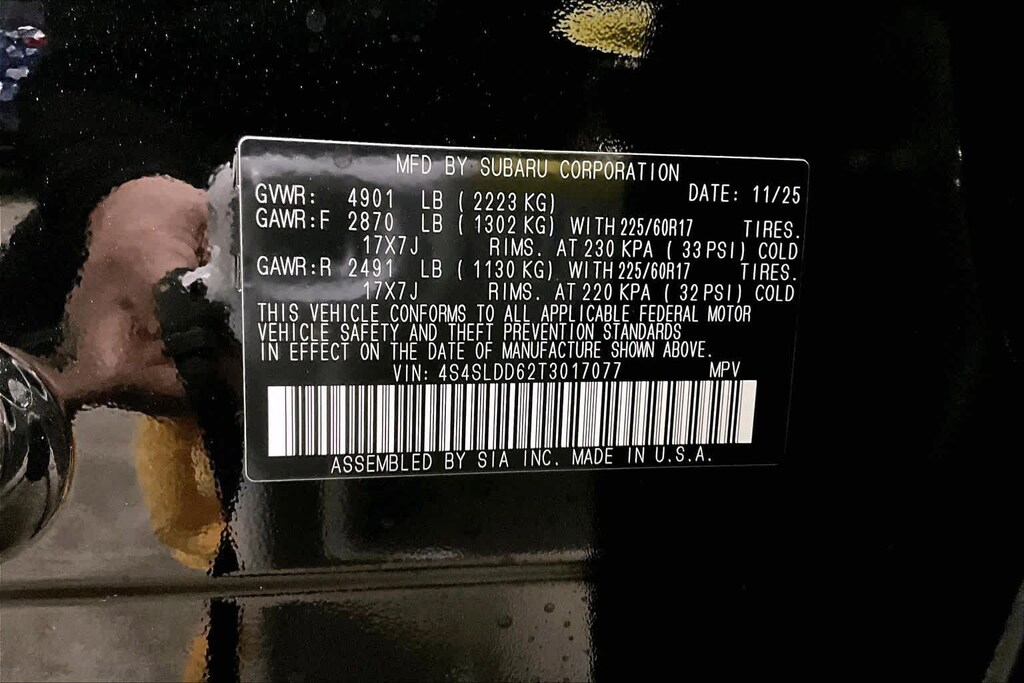 MFD BY SUBARU CORPORATION
DATE: 11/25
GVWR: 4901 LB ( 2223 KG)
GAWR:F 2870 LB ( 1302 KG) WITH 225/60R17 TIRES.
17X7J RIMS. AT 230 KPA ( 33 PSI) COLD
GAWR:R 2491 LB ( 1130 KG) WITH 225/60R17 TIRES.
17X7J RIMS. AT 220 KPA ( 32 PSI) COLD
THIS VEHICLE CONFORMS TO ALL APPLICABLE FEDERAL MOTOR
VEHICLE SAFETY AND THEFT PREVENTION STANDARDS
IN EFFECT ON THE DATE OF MANUFACTURE SHOWN ABOVE.
VIN: 4S4SLDD62T3017077 MPV
ASSEMBLED BY SIA INC. MADE IN U.S.A.